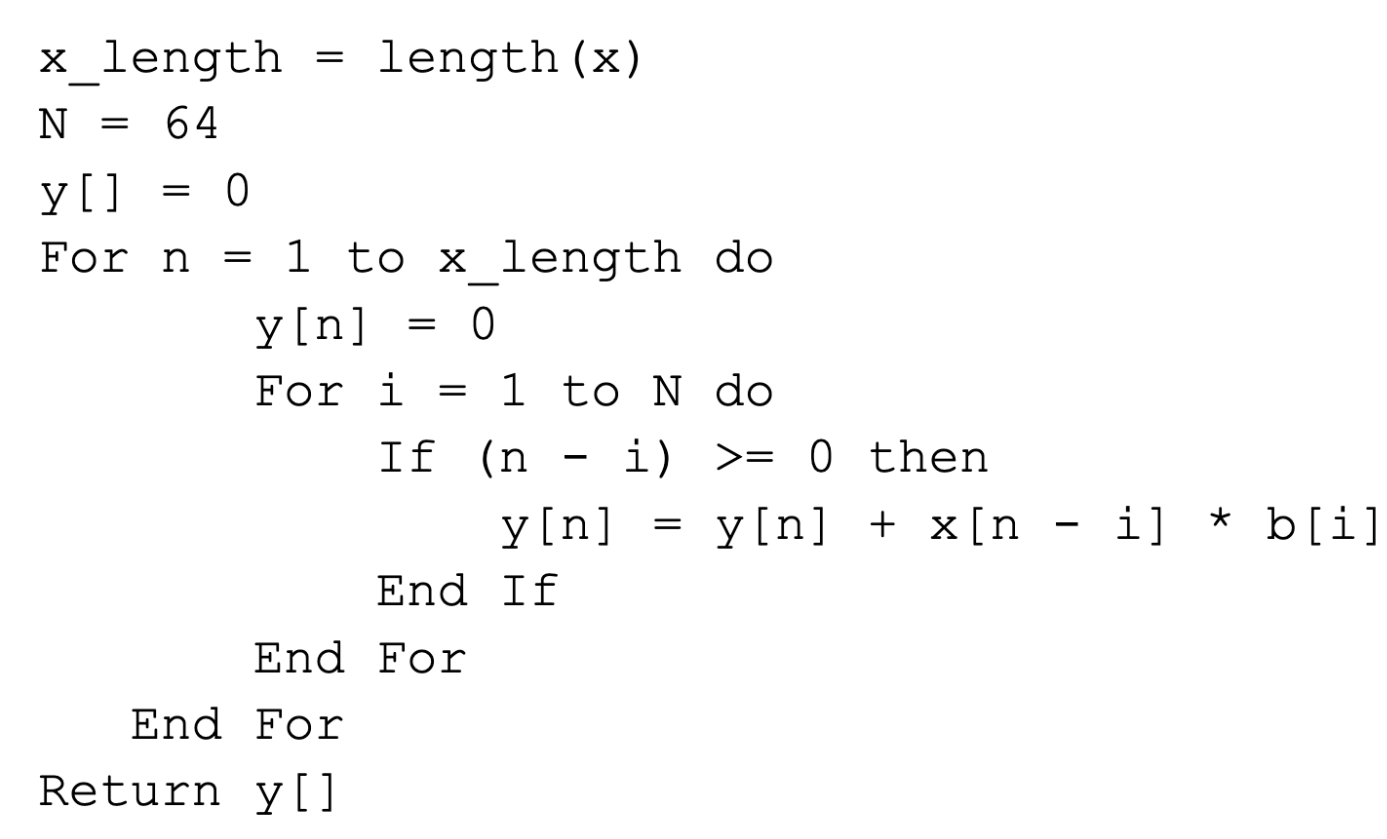 x_length = length(x)
N = 64
y[] = 0
For n = 1 to x_length do
y[n] = 0
For i = 1 to N do
If (n - i) >= 0 then
y[n] = y[n] + x[n - i] * b[i]
End If
End For
End For
Return y[]